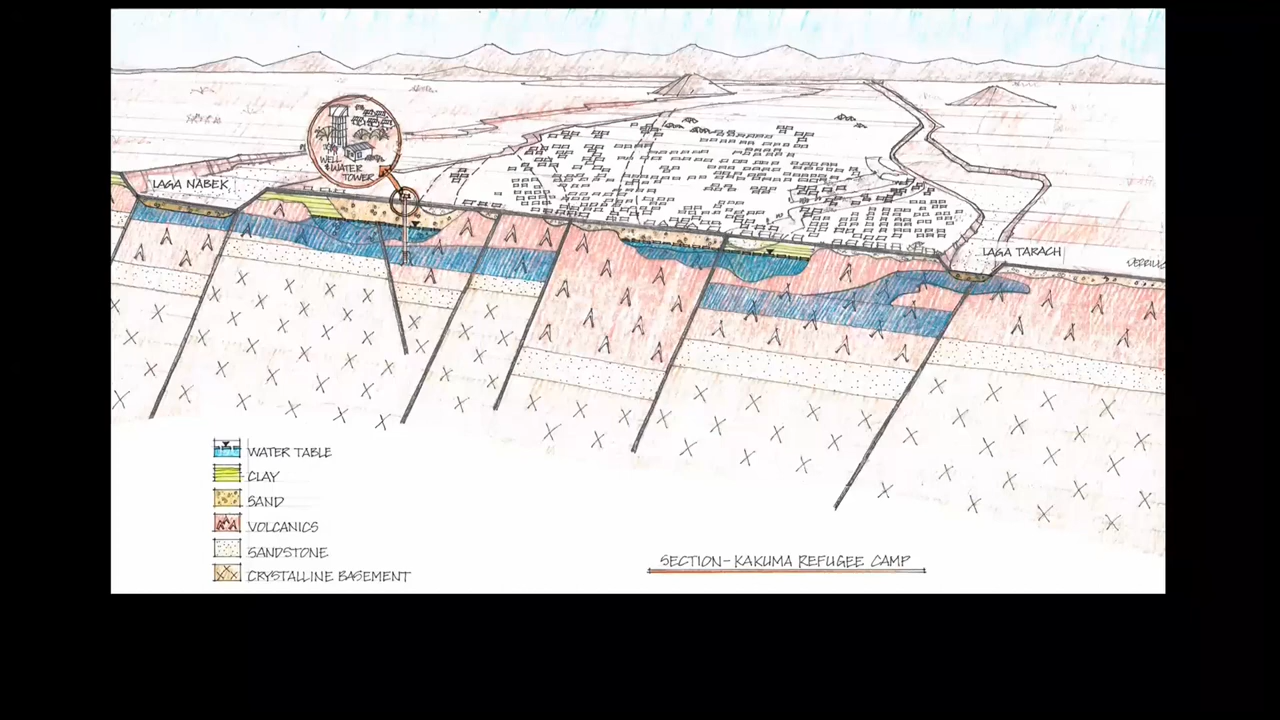 WELL
+ WATER
TOWER
LAGA NABEK
LAGA TARACH
WATER TABLE
CLAY
SAND
VOLCANICS
SANDSTONE
CRYSTALLINE BASEMENT
SECTION - KAKUMA REFUGEE CAMP